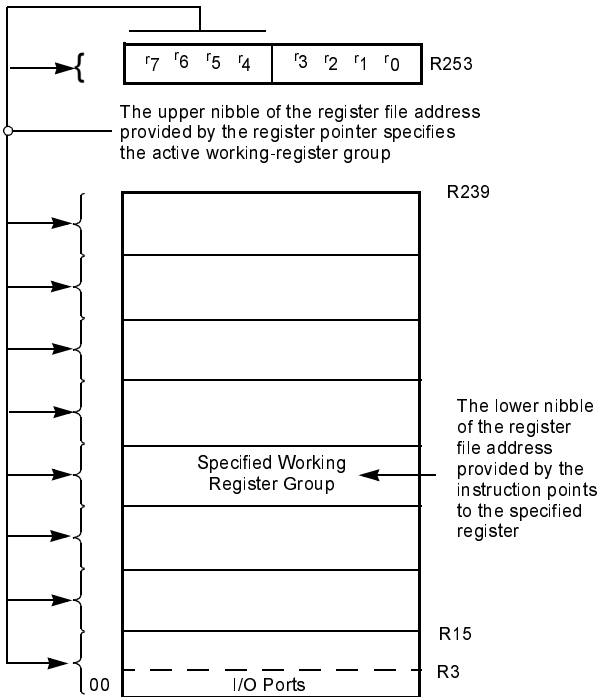 r7 r6 r5 r4 r3 r2 r1 r0 R253
The upper nibble of the register file address
provided by the register pointer specifies
the active working-register group
R239
The lower nibble
of the register
file address
provided by the
instruction points
to the specified
register
Specified Working
Register Group
R15
R3
00 I/O Ports